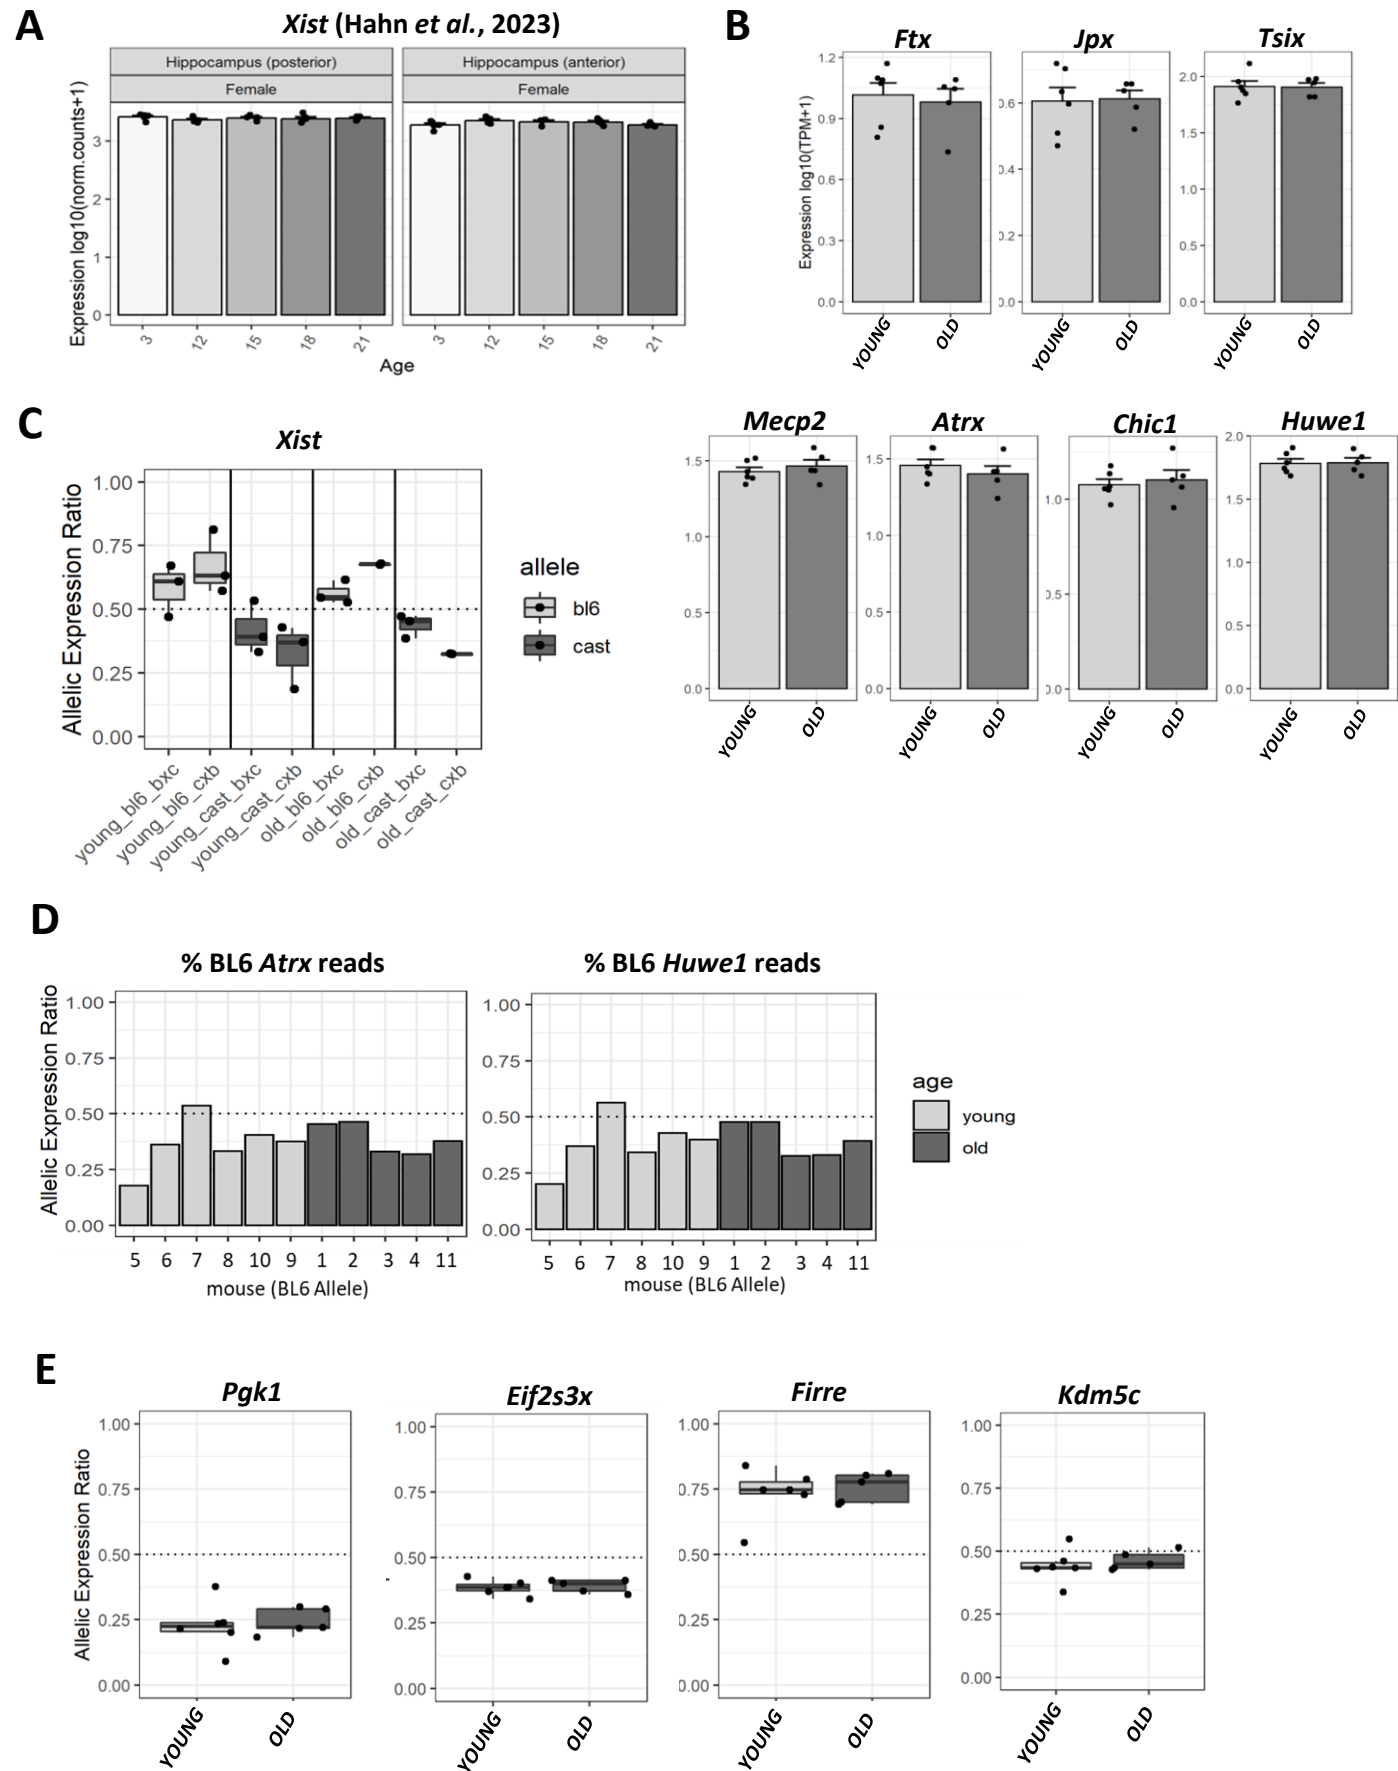 A
Xist (Hahn et al., 2023)
Hippocampus (posterior)
Hippocampus (anterior)
Female
Female
Expression log10(norm.counts+1)
3
2
1
0
3
12
15
18
21
3
12
15
18
21
Age
B
Ftx
Jpx
Tsix
Expression log10(TPM+1)
1.2
0.9
0.6
0.3
0.0
0.6
0.4
0.2
0.0
2.0
1.5
1.0
0.5
0.0
YOUNG
OLD
YOUNG
OLD
YOUNG
OLD
Mecp2
Atrx
Chic1
Huwe1
1.5
1.0
0.5
0.0
1.5
1.0
0.5
0.0
1.0
0.5
0.0
2.0
1.5
1.0
0.5
0.0
YOUNG
OLD
YOUNG
OLD
YOUNG
OLD
YOUNG
OLD
C
Xist
Allelic Expression Ratio
1.00
0.75
0.50
0.25
0.00
young_bl6_bxc
young_bl6_cxb
young_cast_bxc
young_cast_cxb
old_bl6_bxc
old_bl6_cxb
old_cast_bxc
old_cast_cxb
allele
bl6
cast
D
% BL6 Atrx reads
% BL6 Huwe1 reads
Allelic Expression Ratio
1.00
0.75
0.50
0.25
0.00
5 6 7 8 10 9 1 2 3 4 11
mouse (BL6 Allele)
1.00
0.75
0.50
0.25
0.00
5 6 7 8 10 9 1 2 3 4 11
mouse (BL6 Allele)
age
young
old
E
Pgk1
Eif2s3x
Firre
Kdm5c
Allelic Expression Ratio
1.00
0.75
0.50
0.25
0.00
1.00
0.75
0.50
0.25
0.00
1.00
0.75
0.50
0.25
0.00
1.00
0.75
0.50
0.25
0.00
YOUNG
OLD
YOUNG
OLD
YOUNG
OLD
YOUNG
OLD